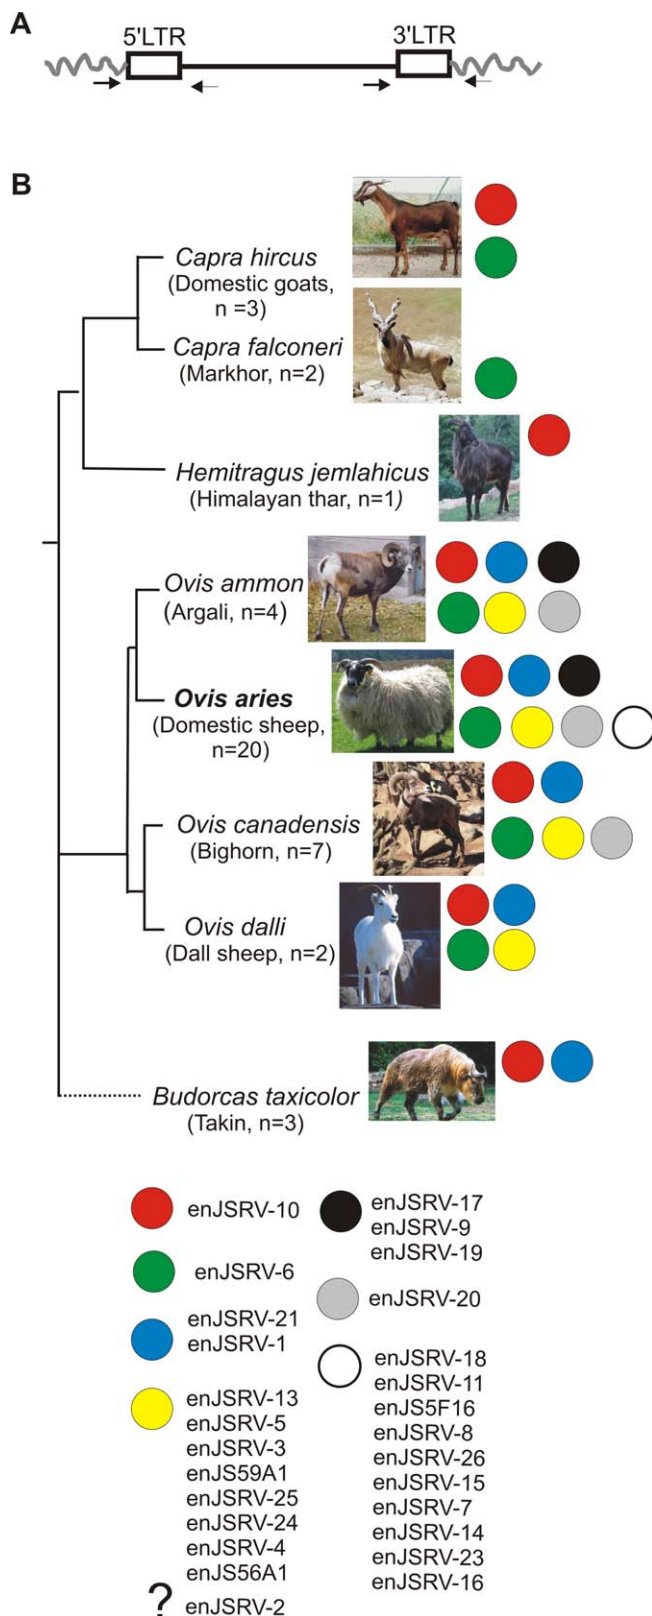 A
5'LTR
3'LTR
B
Capra hircus
(Domestic goats,
n =3)
Capra falconeri
(Markhor, n=2)
Hemitragus jemlahicus
(Himalayan thar, n=1)
Ovis ammon
(Argali, n=4)
Ovis aries
(Domestic sheep,
n=20)
Ovis canadensis
(Bighorn, n=7)
Ovis dalli
(Dall sheep, n=2)
Budorcas taxicolor
(Takin, n=3)
enJSRV-10
enJSRV-6
enJSRV-21
enJSRV-1
enJSRV-13
enJSRV-5
enJSRV-3
enJS59A1
enJSRV-25
enJSRV-24
enJSRV-4
enJS56A1
? enJSRV-2
enJSRV-17
enJSRV-9
enJSRV-19
enJSRV-20
enJSRV-18
enJSRV-11
enJS5F16
enJSRV-8
enJSRV-26
enJSRV-15
enJSRV-7
enJSRV-14
enJSRV-23
enJSRV-16